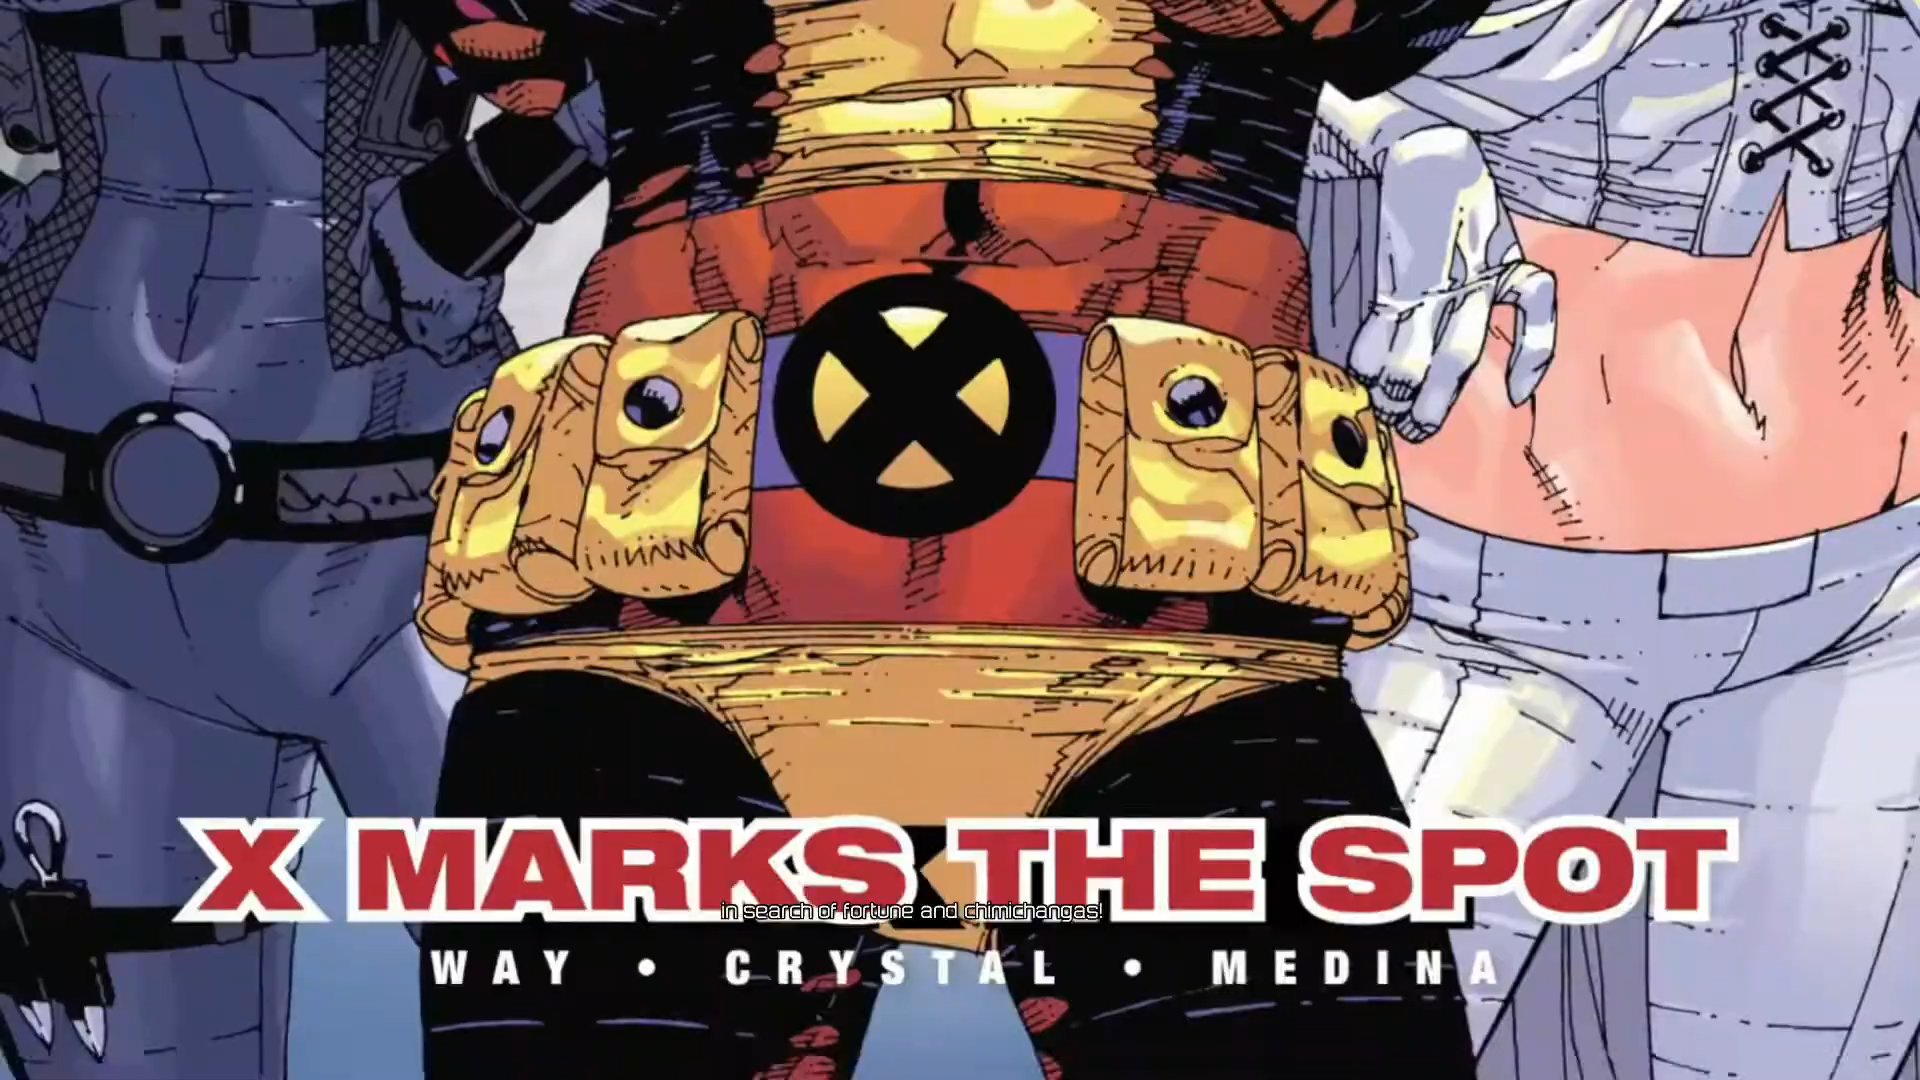 X MARKS THE SPOT
in search of fortune and chimichangas!
WAY • CRYSTAL • MEDINA